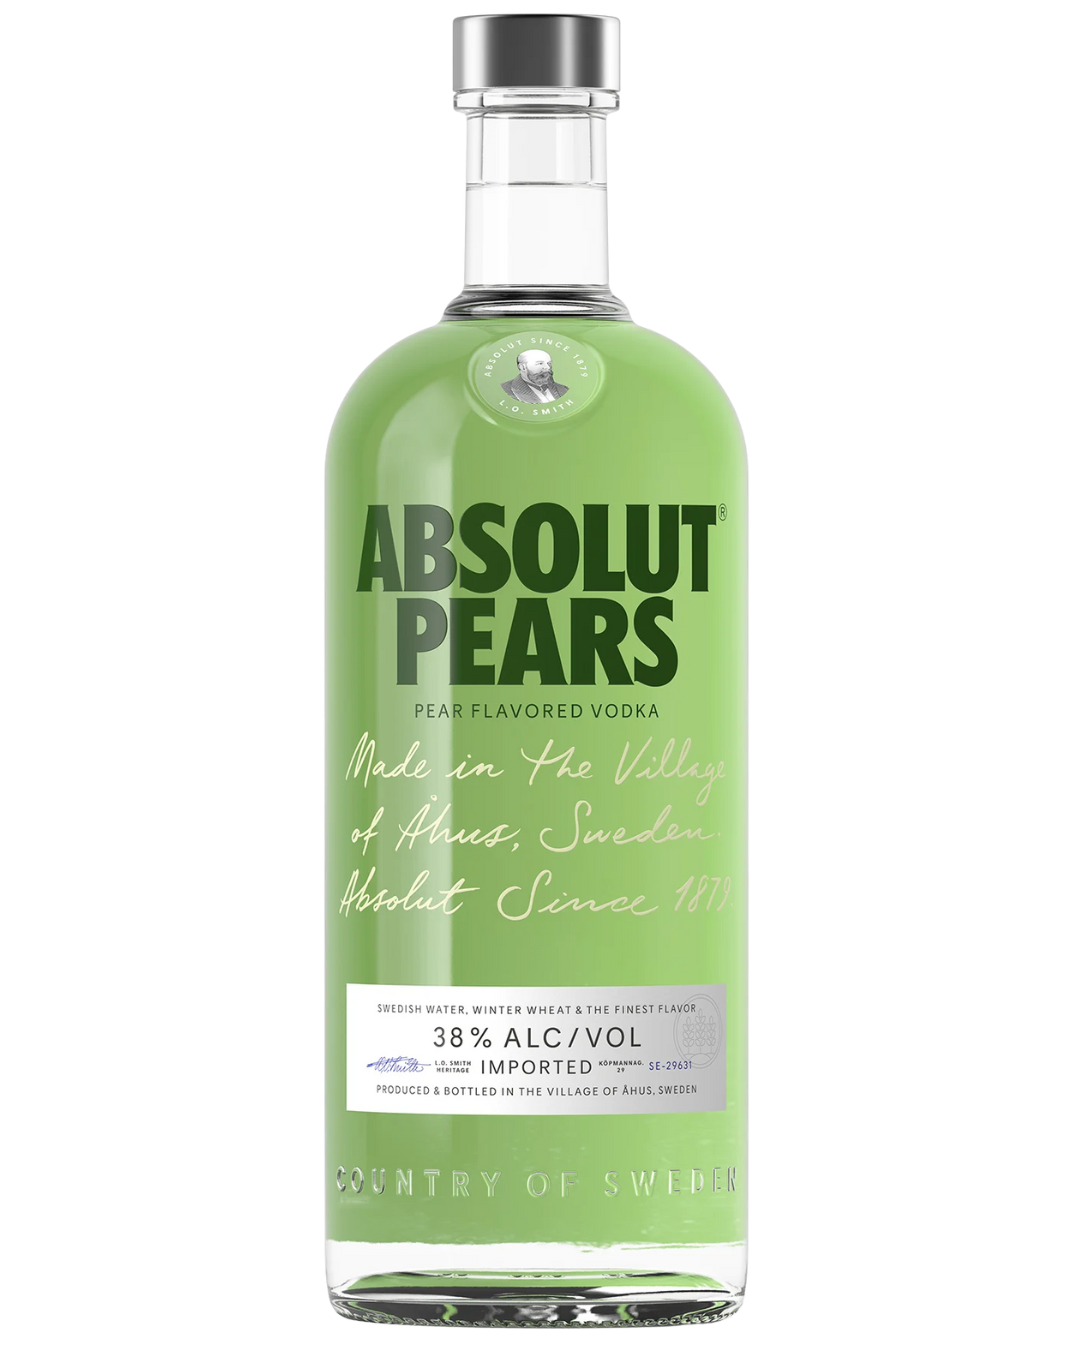 ABSOLUT SINCE 1879
L.O. SMITH
ABSOLUT®
PEARS
PEAR FLAVORED VODKA
Made in the Village
of Åhus, Sweden.
Absolut Since 1879.
SWEDISH WATER, WINTER WHEAT & THE FINEST FLAVOR
38% ALC/VOL
L.O. SMITH HERITAGE IMPORTED KÖPMANNAG. 29 SE-29631
PRODUCED & BOTTLED IN THE VILLAGE OF ÅHUS, SWEDEN
COUNTRY OF SWEDEN